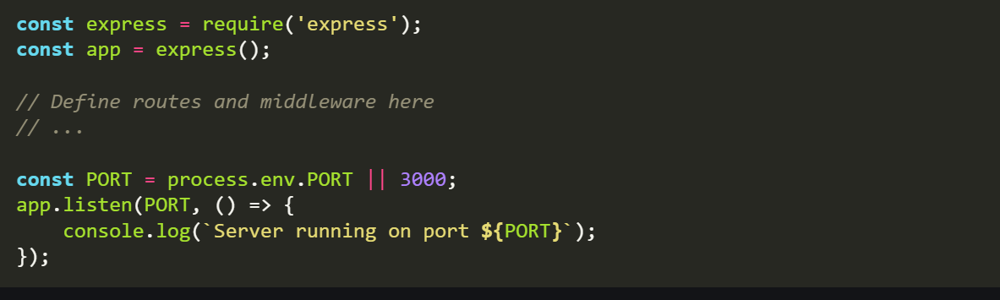 const express = require('express');
const app = express();
// Define routes and middleware here
// ...
const PORT = process.env.PORT || 3000;
app.listen(PORT, () => {
    console.log(`Server running on port ${PORT}`);
});